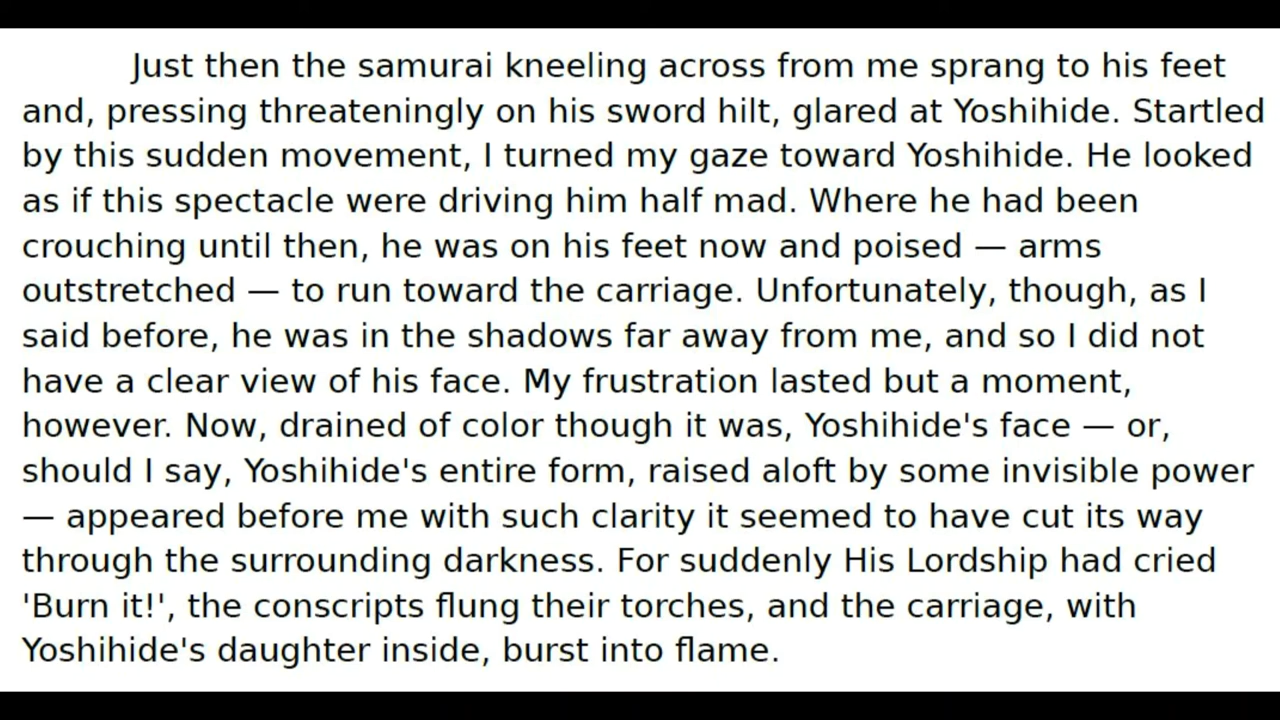 Just then the samurai kneeling across from me sprang to his feet
and, pressing threateningly on his sword hilt, glared at Yoshihide. Startled
by this sudden movement, I turned my gaze toward Yoshihide. He looked
as if this spectacle were driving him half mad. Where he had been
crouching until then, he was on his feet now and poised — arms
outstretched — to run toward the carriage. Unfortunately, though, as I
said before, he was in the shadows far away from me, and so I did not
have a clear view of his face. My frustration lasted but a moment,
however. Now, drained of color though it was, Yoshihide's face — or,
should I say, Yoshihide's entire form, raised aloft by some invisible power
— appeared before me with such clarity it seemed to have cut its way
through the surrounding darkness. For suddenly His Lordship had cried
'Burn it!', the conscripts flung their torches, and the carriage, with
Yoshihide's daughter inside, burst into flame.